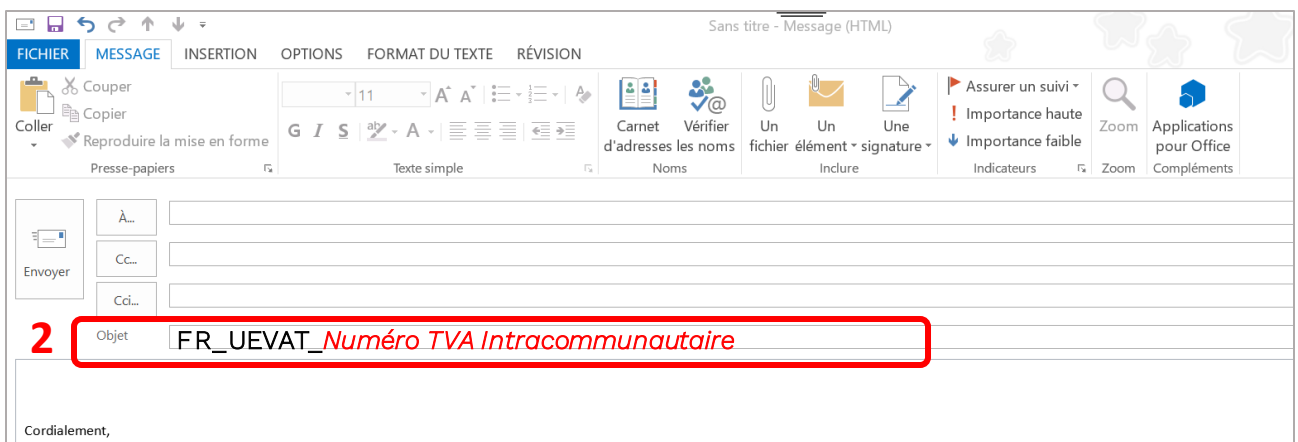 Sans titre - Message (HTML)
FICHIER MESSAGE INSERTION OPTIONS FORMAT DU TEXTE RÉVISION
Coller
Couper
Copier
Reproduire la mise en forme
Presse-papiers
11
G I S
Texte simple
Carnet d'adresses
Vérifier les noms
Noms
Un fichier
Un élément
Une signature
Inclure
Assurer un suivi
Importance haute
Importance faible
Indicateurs
Zoom
Zoom
Applications pour Office
Compléments
Envoyer
À...
Cc...
Cci...
2
Objet FR_UEVAT_Numéro TVA Intracommunautaire
Cordialement,